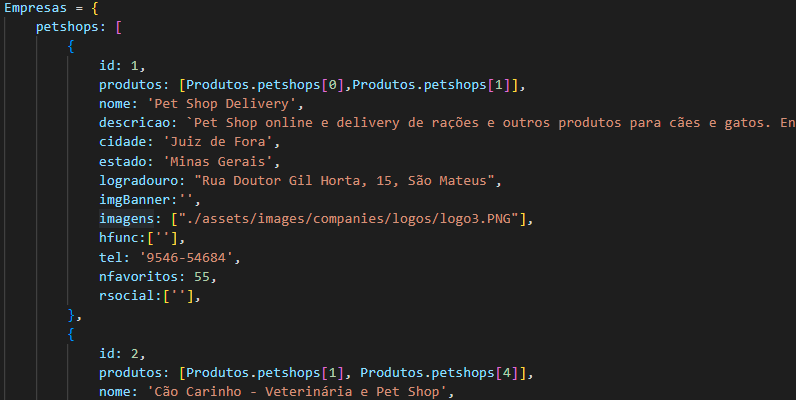 Empresas = {
petshops: [
{
id: 1,
produtos: [Produtos.petshops[0],Produtos.petshops[1]],
nome: 'Pet Shop Delivery',
descricao: `Pet Shop online e delivery de rações e outros produtos para cães e gatos. En
cidade: 'Juiz de Fora',
estado: 'Minas Gerais',
logradouro: "Rua Doutor Gil Horta, 15, São Mateus",
imgBanner:'',
imagens: ["./assets/images/companies/logos/logo3.PNG"],
hfunc:[''],
tel: '9546-54684',
nfavoritos: 55,
rsocial:[''],
},
{
id: 2,
produtos: [Produtos.petshops[1], Produtos.petshops[4]],
nome: 'Cão Carinho - Veterinária e Pet Shop',